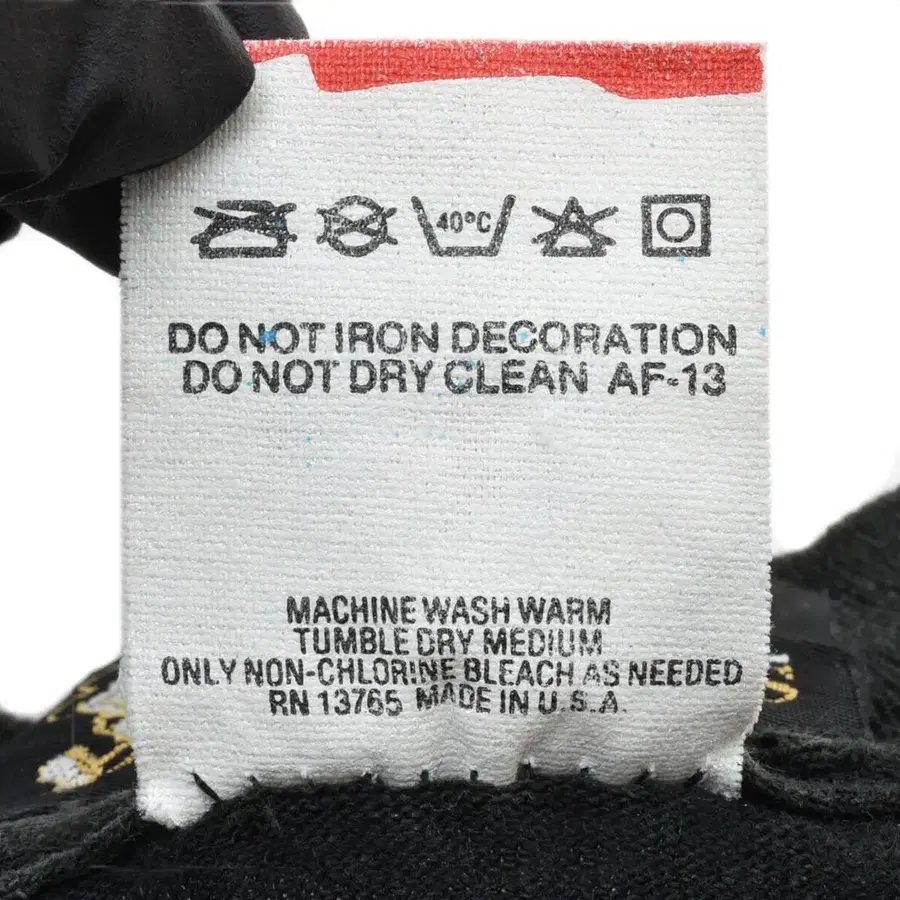 40°C
DO NOT IRON DECORATION
DO NOT DRY CLEAN AF-13
MACHINE WASH WARM
TUMBLE DRY MEDIUM
ONLY NON-CHLORINE BLEACH AS NEEDED
RN 13765 MADE IN U.S.A.